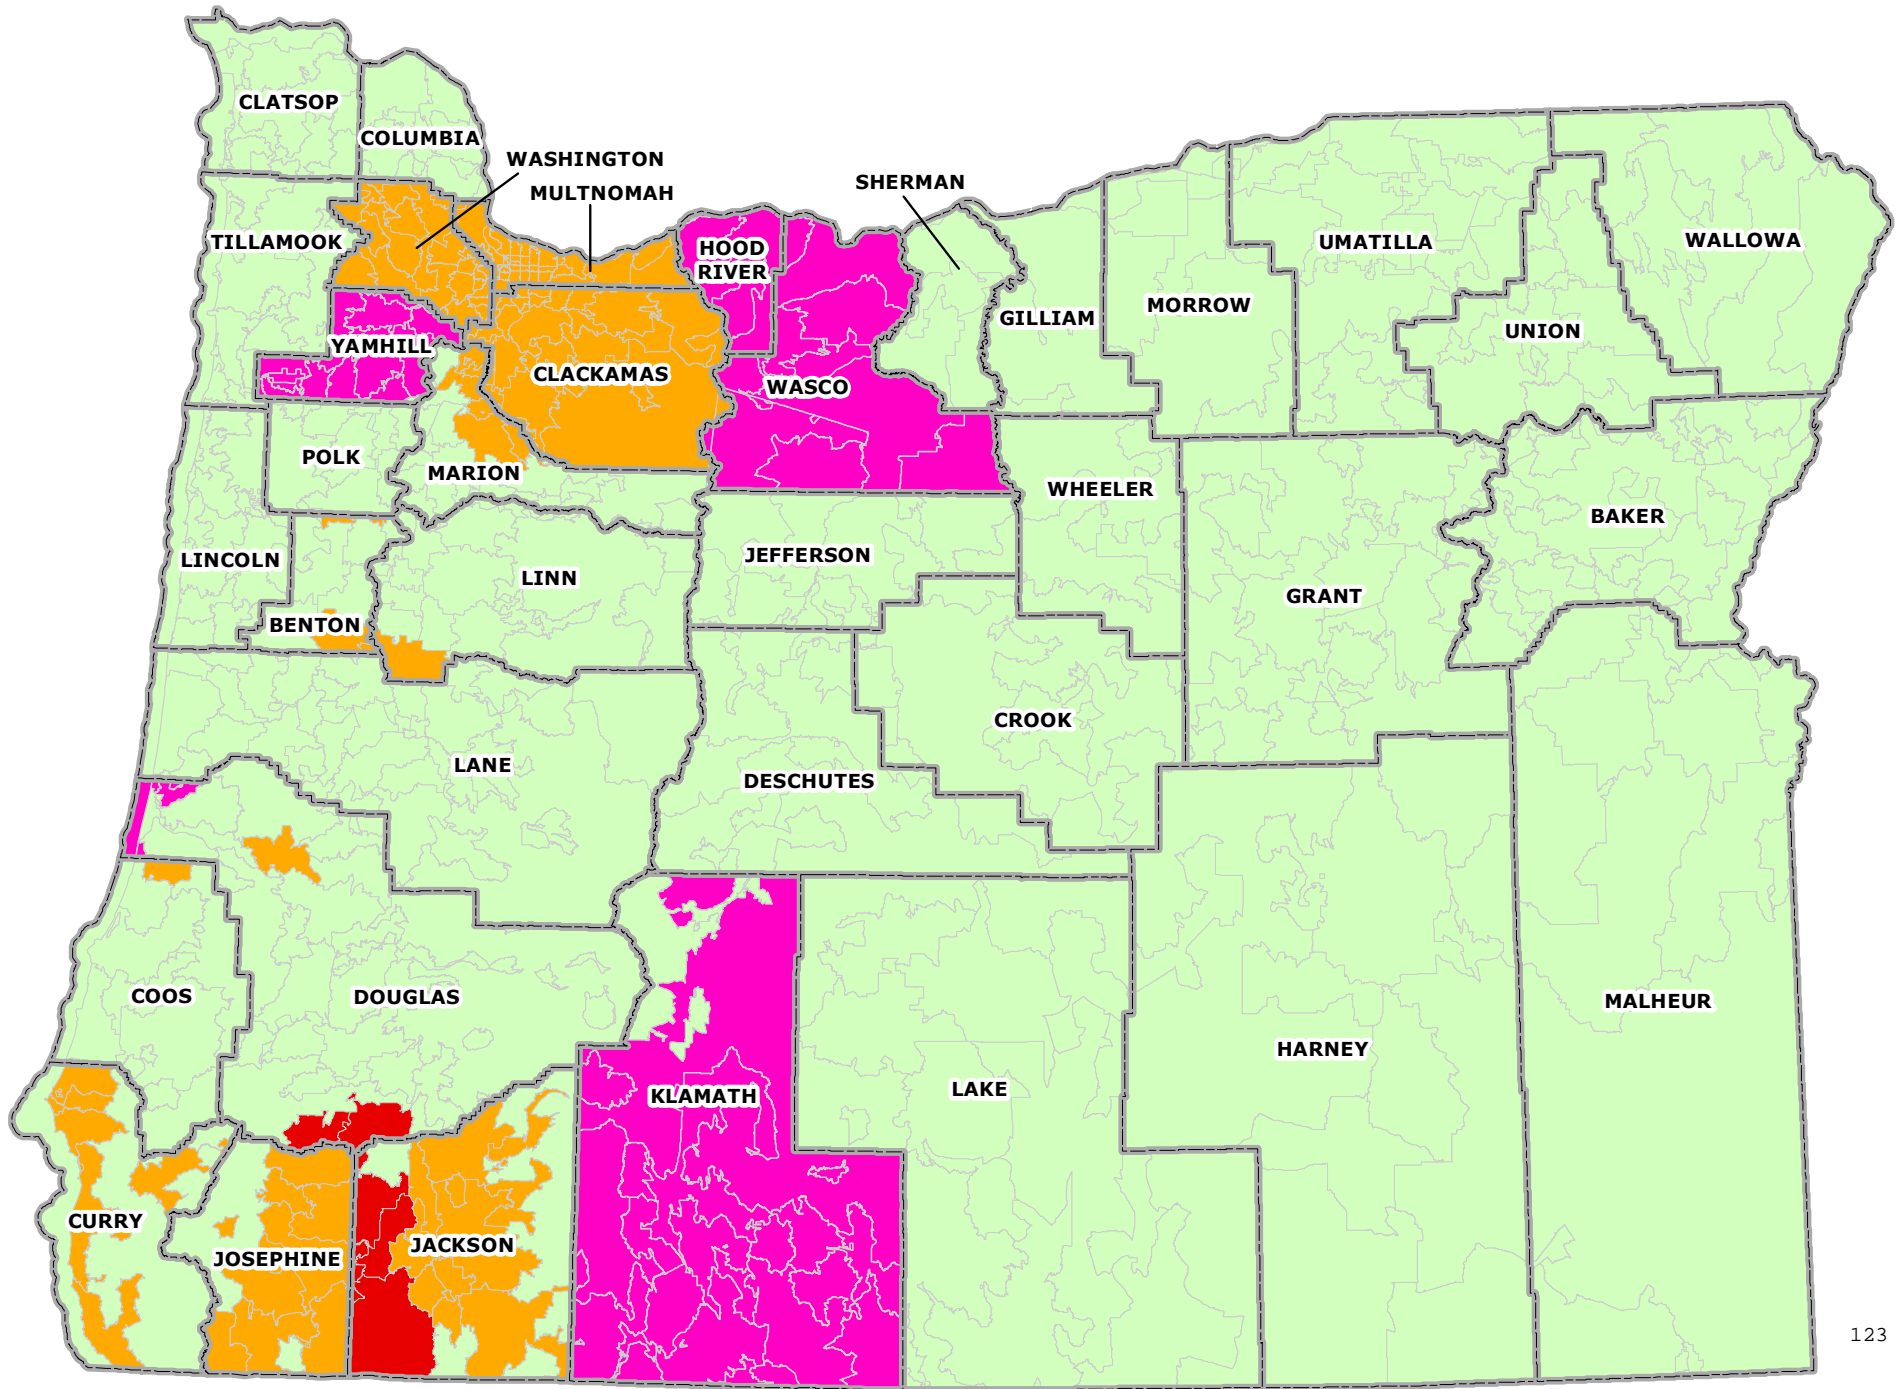 CLATSOP
COLUMBIA
WASHINGTON
MULTNOMAH
SHERMAN
TILLAMOOK
HOOD
RIVER
UMATILLA
WALLOWA
MORROW
GILLIAM
UNION
YAMHILL
CLACKAMAS
WASCO
POLK
MARION
WHEELER
BAKER
LINCOLN
JEFFERSON
LINN
GRANT
BENTON
CROOK
LANE
DESCHUTES
COOS
DOUGLAS
MALHEUR
HARNEY
LAKE
KLAMATH
CURRY
JACKSON
JOSEPHINE
123